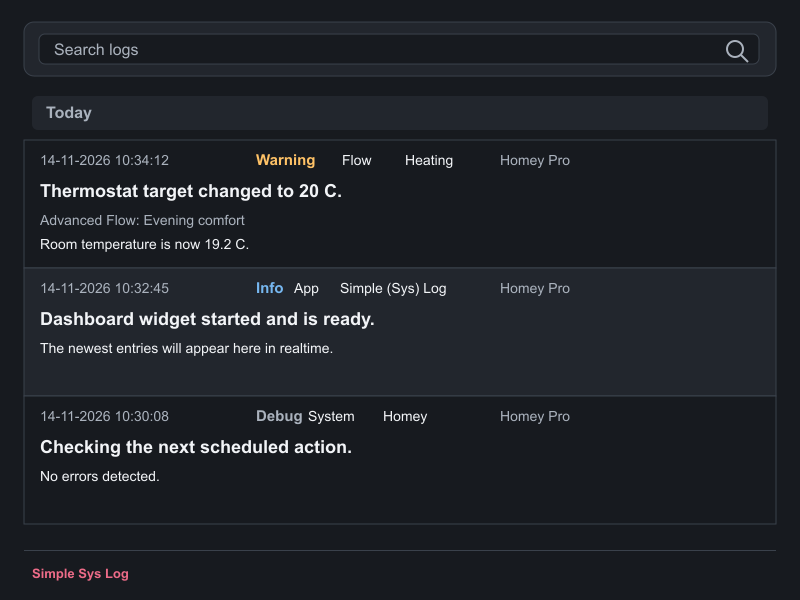 Search logs
Today
14-11-2026 10:34:12 Warning Flow Heating Homey Pro
Thermostat target changed to 20 C.
Advanced Flow: Evening comfort
Room temperature is now 19.2 C.
14-11-2026 10:32:45 Info App Simple (Sys) Log Homey Pro
Dashboard widget started and is ready.
The newest entries will appear here in realtime.
14-11-2026 10:30:08 Debug System Homey Homey Pro
Checking the next scheduled action.
No errors detected.
Simple Sys Log